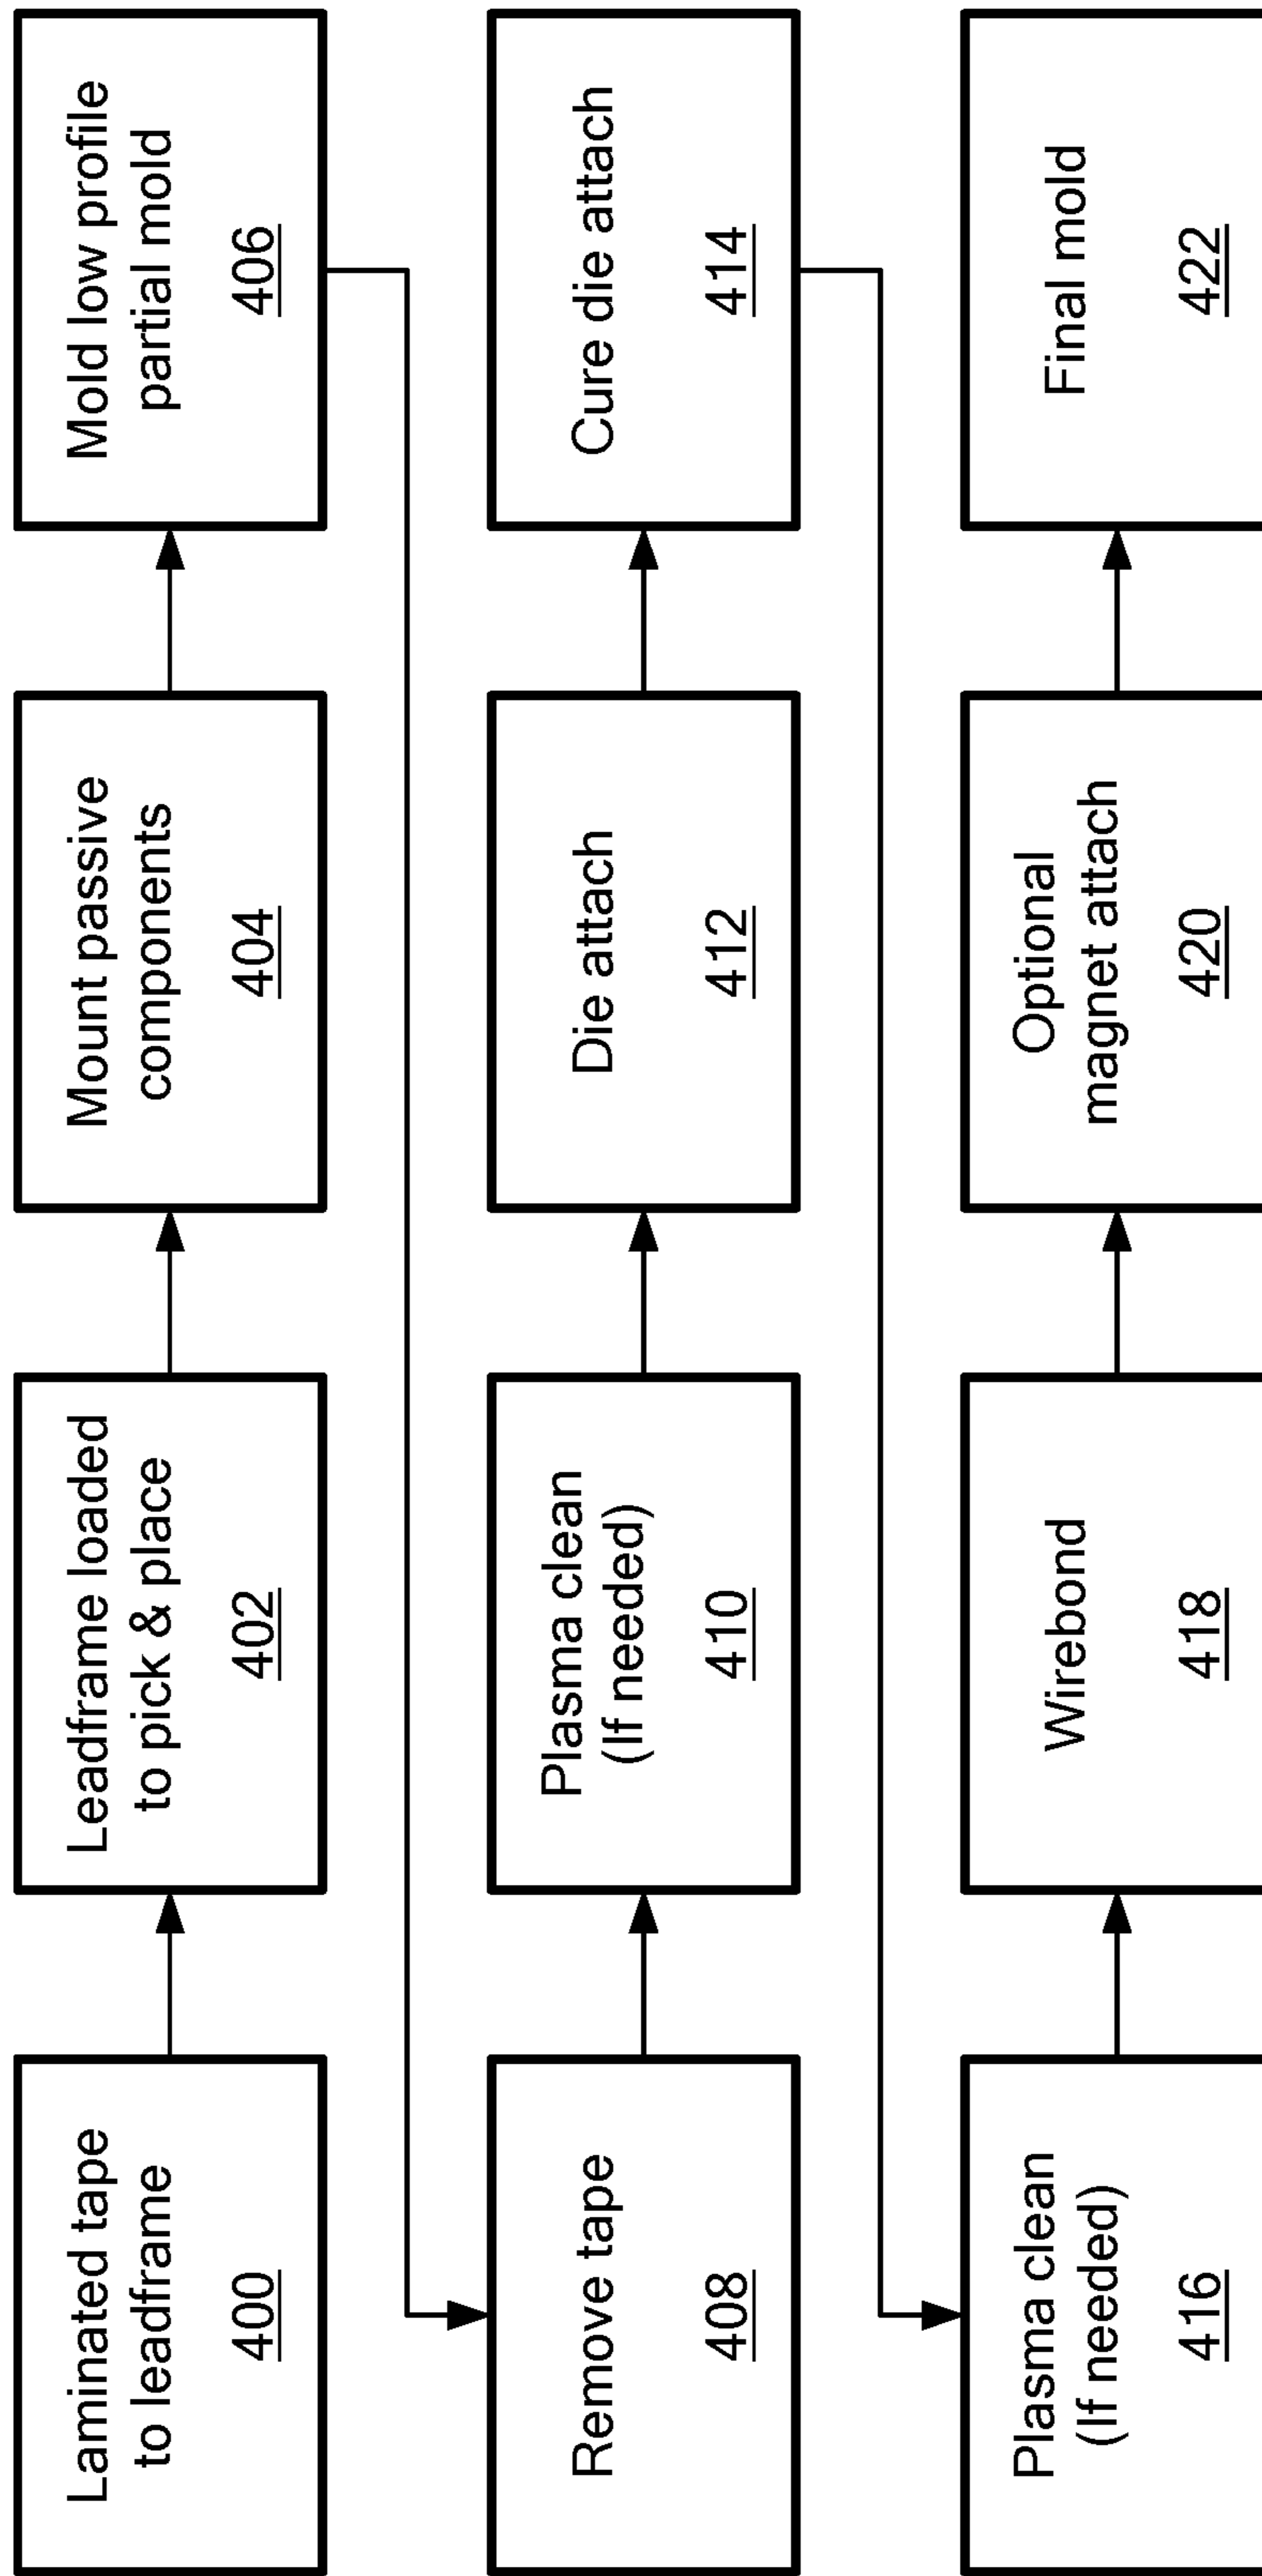 Laminated tape
to leadframe
400
Leadframe loaded
to pick & place
402
Mount passive
components
404
Mold low profile
partial mold
406
Remove tape
408
Plasma clean
(If needed)
410
Die attach
412
Cure die attach
414
Plasma clean
(If needed)
416
Wirebond
418
Optional
magnet attach
420
Final mold
422